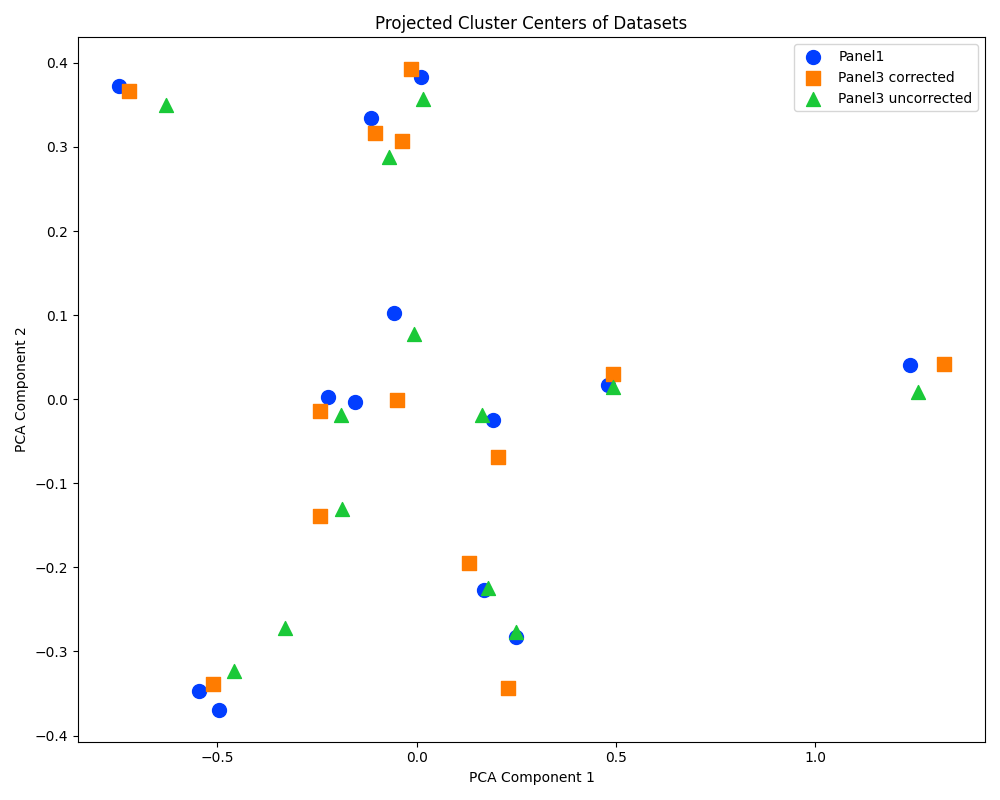 Projected Cluster Centers of Datasets
Panel1
Panel3 corrected
Panel3 uncorrected
0.4
0.3
0.2
0.1
0.0
−0.1
−0.2
−0.3
−0.4
PCA Component 2
−0.5
0.0
0.5
1.0
PCA Component 1